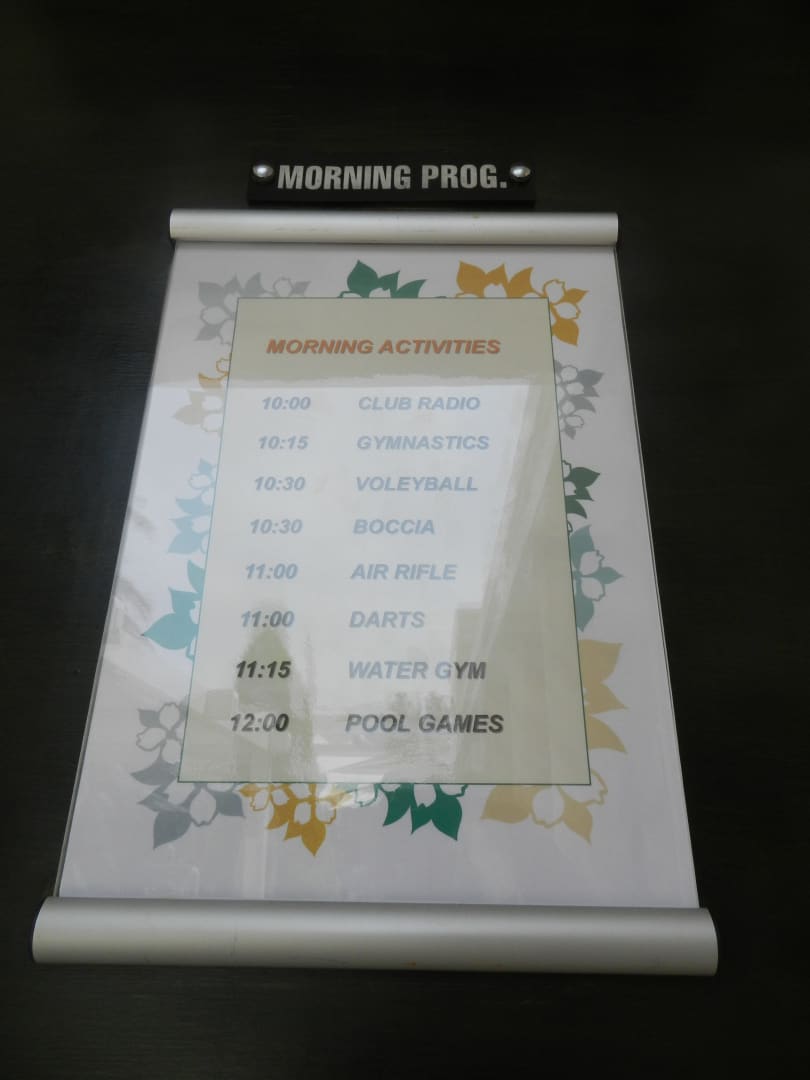 MORNING PROG.
MORNING ACTIVITIES
10:00 CLUB RADIO
10:15 GYMNASTICS
10:30 VOLEYBALL
10:30 BOCCIA
11:00 AIR RIFLE
11:00 DARTS
11:15 WATER GYM
12:00 POOL GAMES